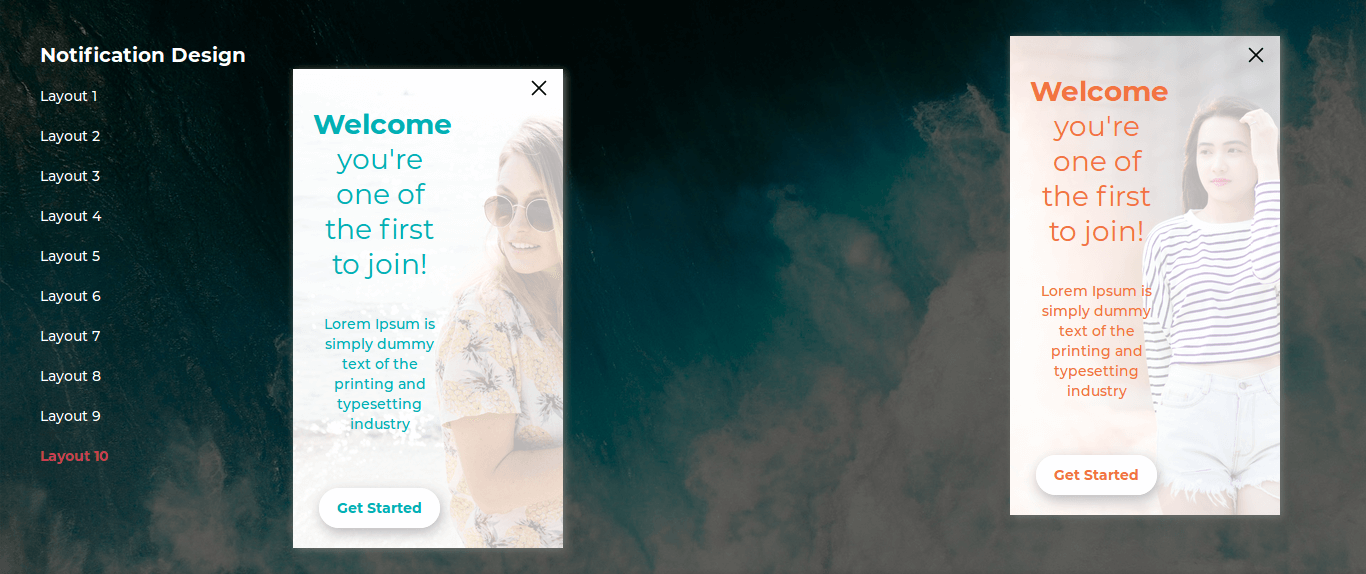 Notification Design
Layout 1
Layout 2
Layout 3
Layout 4
Layout 5
Layout 6
Layout 7
Layout 8
Layout 9
Layout 10
Welcome
you're
one of
the first
to join!
Lorem Ipsum is
simply dummy
text of the
printing and
typesetting
industry
Get Started
Welcome
you're
one of
the first
to join!
Lorem Ipsum is
simply dummy
text of the
printing and
typesetting
industry
Get Started